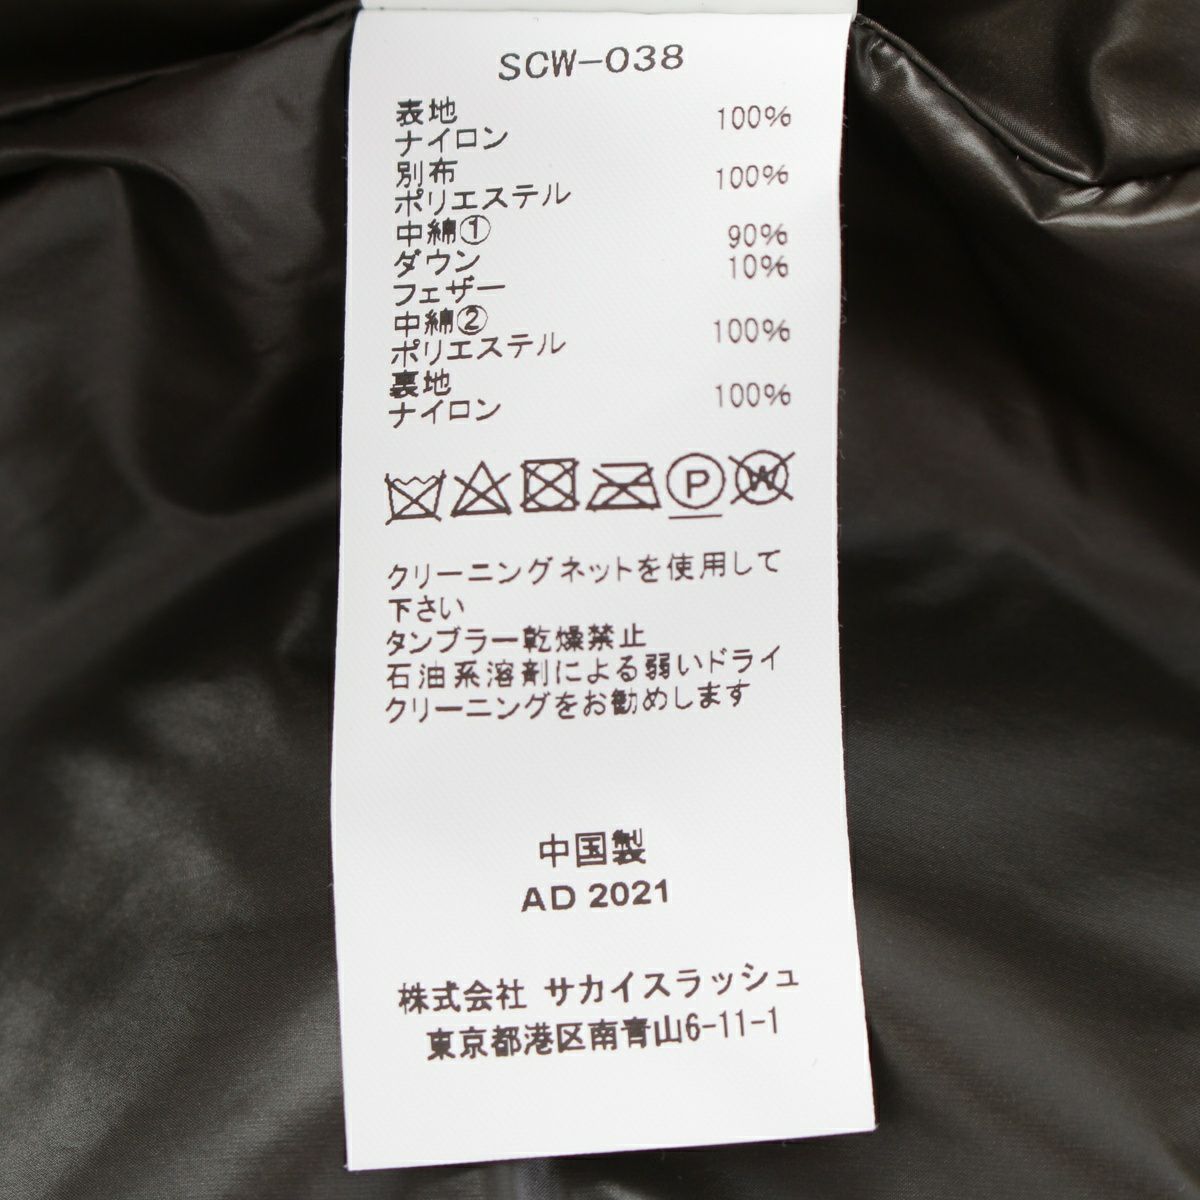 SCW-038
表地
ナイロン 100%
別布
ポリエステル 100%
中綿①
ダウン 90%
フェザー 10%
中綿②
ポリエステル 100%
裏地
ナイロン 100%
P W
クリーニングネットを使用して
下さい
タンブラー乾燥禁止
石油系溶剤による弱いドライ
クリーニングをお勧めします
中国製
AD 2021
株式会社 サカイスラッシュ
東京都港区南青山6-11-1